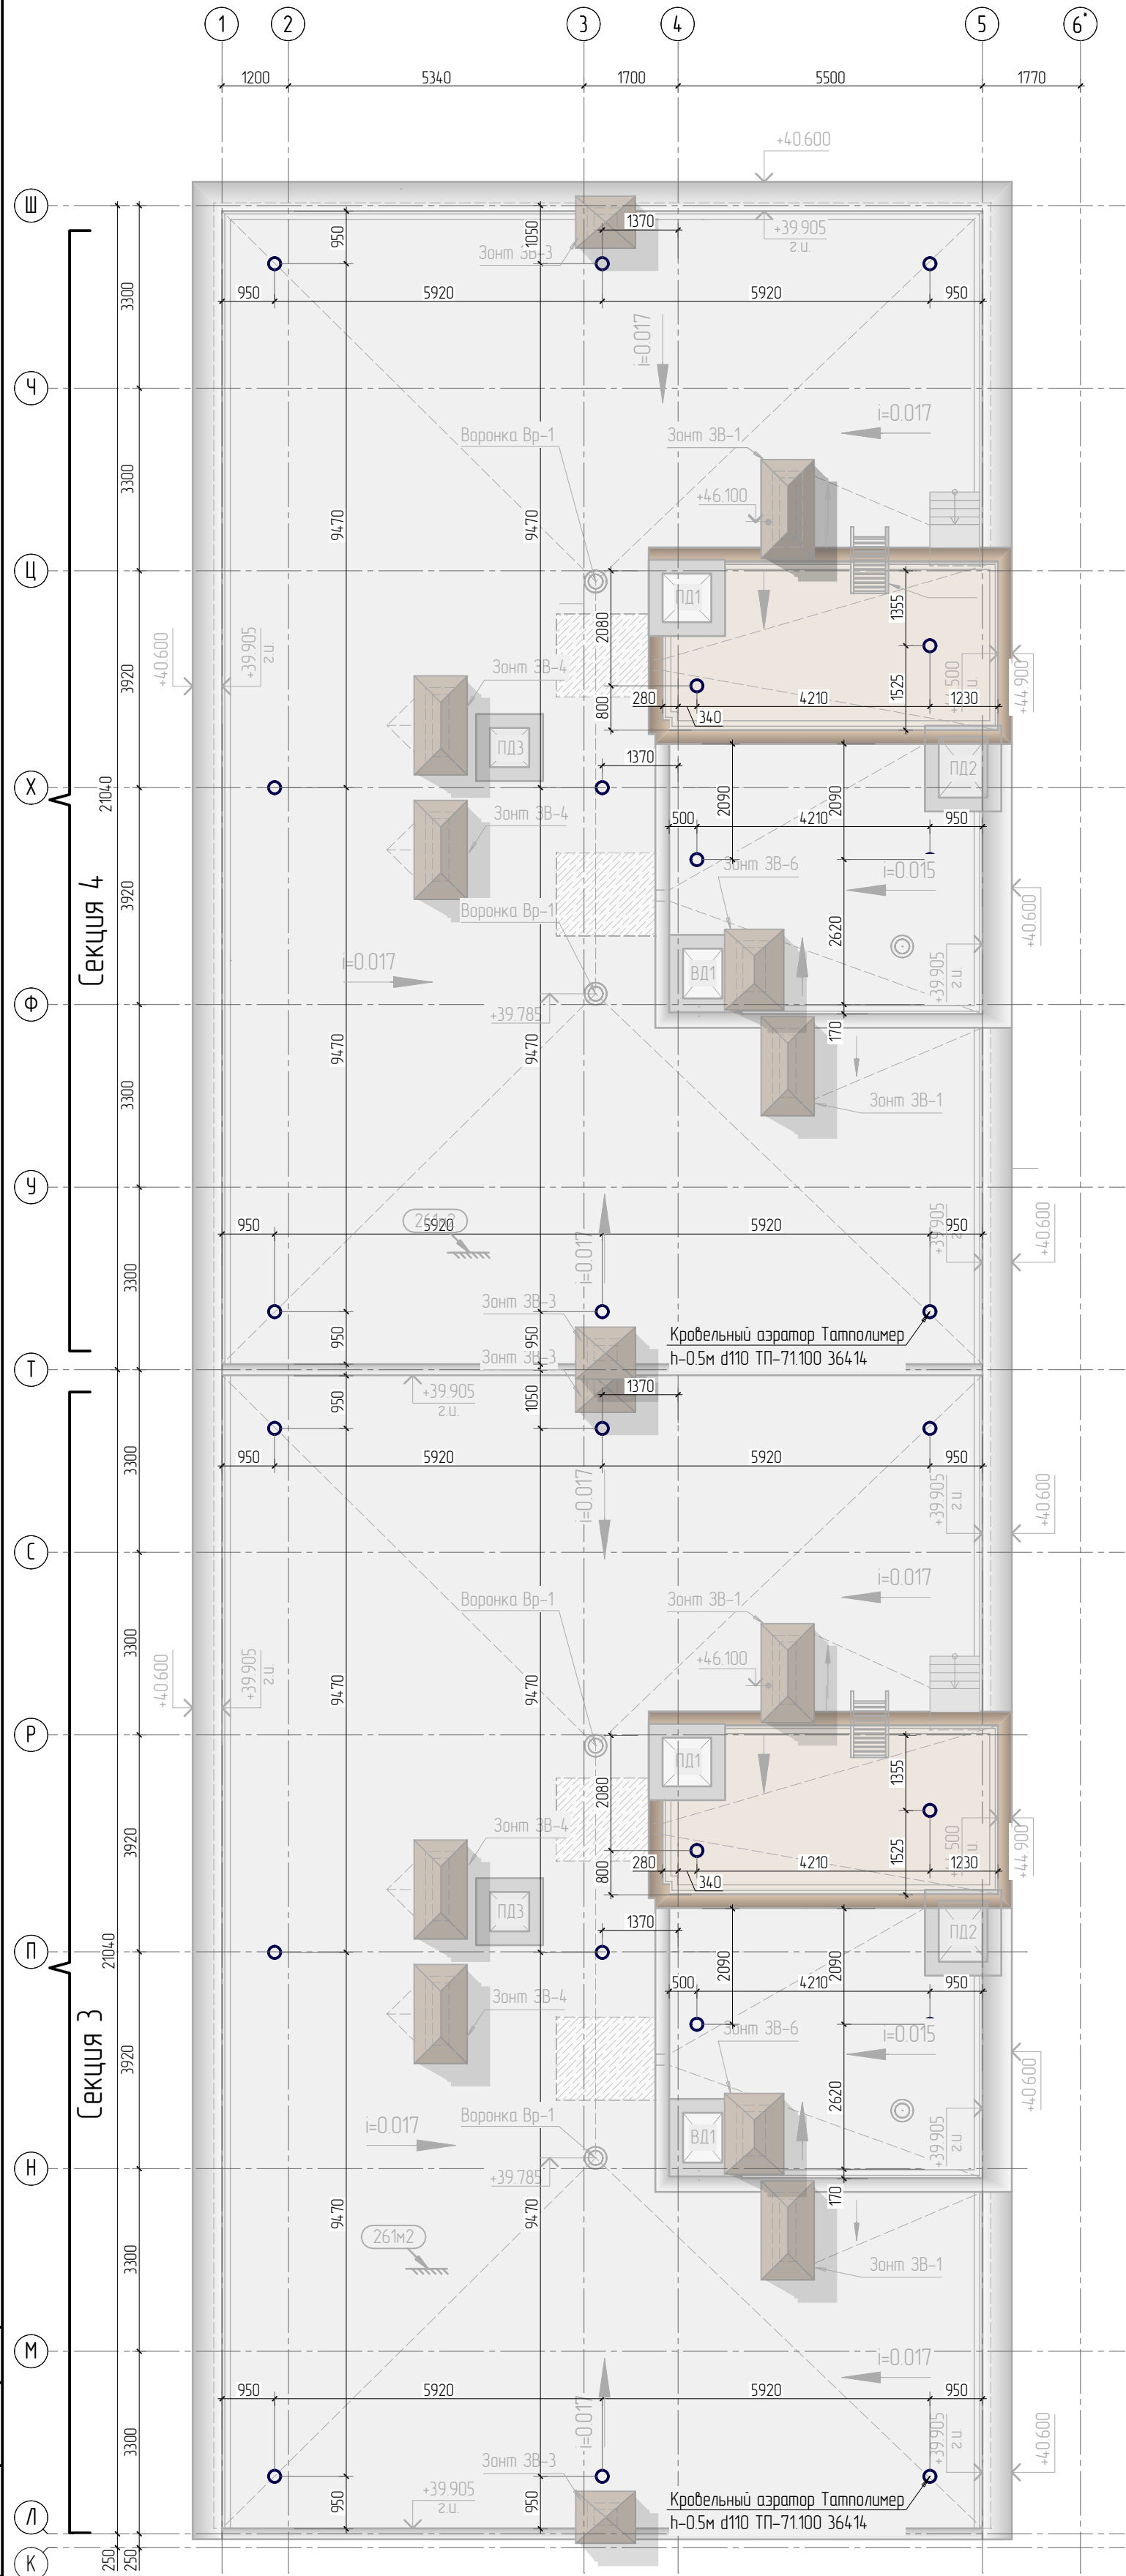 1
2
3
4
5
6*
1200
5340
1700
5500
1770
+40.600
Ш
950
1050
1370
+39.905
г.и.
Зонт ЗВ-3
3300
950
5920
5920
950
i=0.017
Ч
i=0.017
Воронка Вр-1
Зонт ЗВ-1
3300
+46.100
9470
9470
Ц
ПД1
1355
2080
+40.600
+39.905
г.и.
3920
Зонт ЗВ-4
+44.900
280
4210
1525
1230
800
340
ПД3
1370
ПД2
Х
21040
2090
2090
Зонт ЗВ-4
500
4210
950
Зонт ЗВ-6
3920
i=0.015
+40.600
Воронка Вр-1
Секция 4
2620
i=0.017
ВД1
+39.905
г.и.
Ф
+39.785
170
9470
9470
3300
Зонт ЗВ-1
У
261м2
950
5920
5920
950
+39.905
+40.600
i=0.017
3300
Зонт ЗВ-3
950
950
Кровельный аэратор Татполимер
h-0.5м d110 ТП-71.100 36414
Зонт ЗВ-3
Т
950
+39.905
г.и.
1050
1370
3300
950
5920
5920
950
+39.905
г.и.
+40.600
i=0.017
С
i=0.017
Воронка Вр-1
Зонт ЗВ-1
3300
+46.100
+40.600
+39.905
г.и.
9470
9470
Р
ПД1
1355
2080
Зонт ЗВ-4
3920
+44.900
280
4210
1525
1230
800
340
ПД3
1370
ПД2
П
21040
2090
2090
500
4210
950
Зонт ЗВ-4
Зонт ЗВ-6
i=0.015
3920
+40.600
Секция 3
2620
Воронка Вр-1
i=0.017
ВД1
+39.905
г.и.
Н
+39.785
170
9470
9470
261м2
3300
Зонт ЗВ-1
М
i=0.017
950
5920
5920
950
i=0.017
3300
+39.905
г.и.
+40.600
Зонт ЗВ-3
950
+39.905
г.и.
950
Кровельный аэратор Татполимер
h-0.5м d110 ТП-71.100 36414
Л
250
250
К